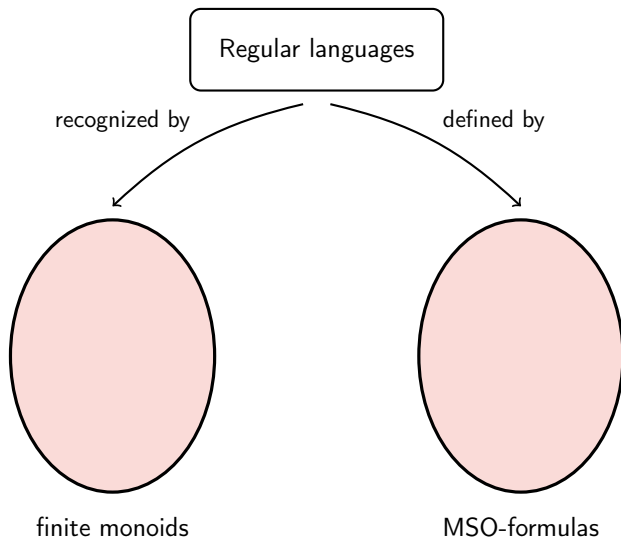 Regular languages
recognized by
defined by
finite monoids
MSO-formulas